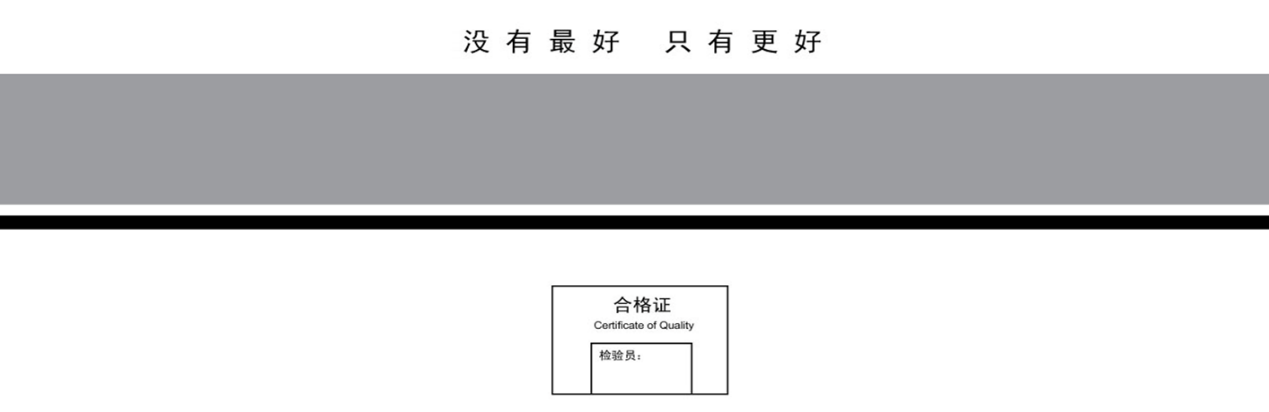 没有最好 只有更好
合格证
Certificate of Quality
检验员：